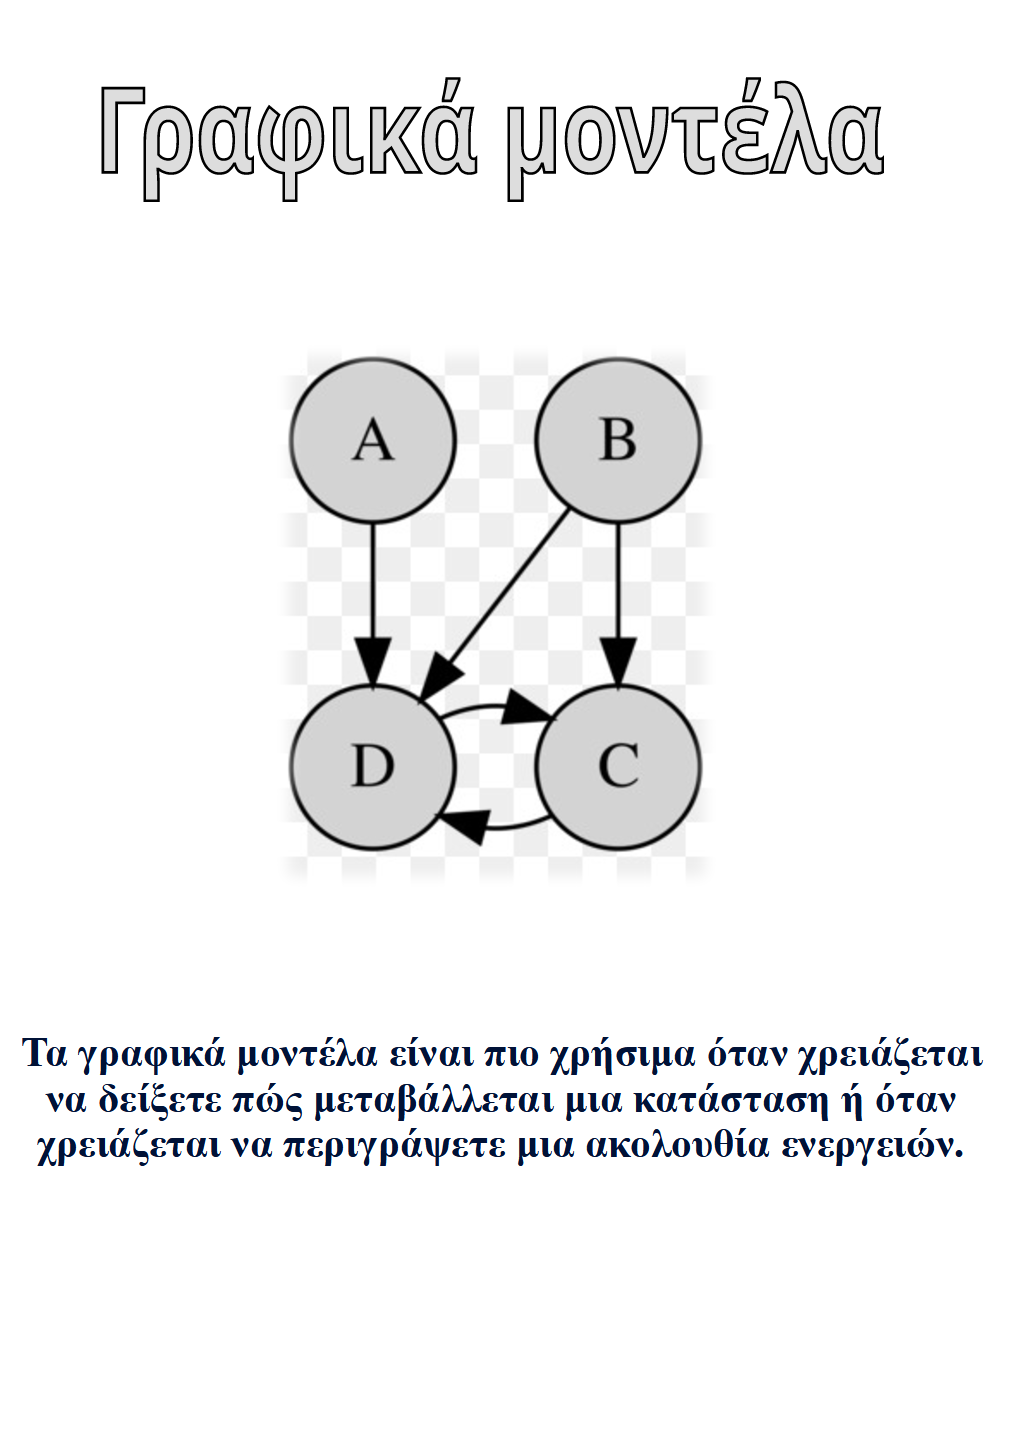 Γραφικά μοντέλα
A B
D C
Τα γραφικά μοντέλα είναι πιο χρήσιμα όταν χρειάζεται
να δείξετε πώς μεταβάλλεται μια κατάσταση ή όταν
χρειάζεται να περιγράψετε μια ακολουθία ενεργειών.